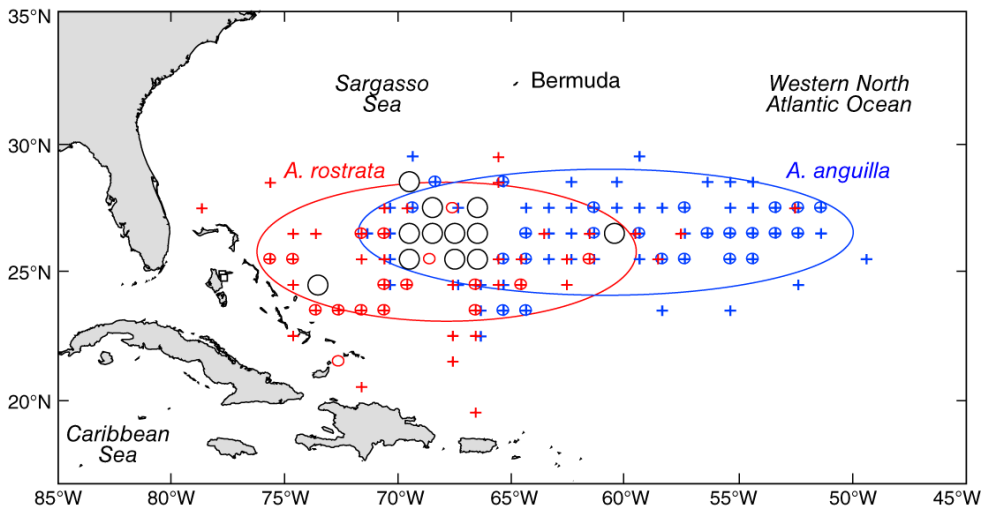 35°N
Sargasso
Sea
Bermuda
Western North
Atlantic Ocean
30°N
A. rostrata
A. anguilla
25°N
20°N
Caribbean
Sea
85°W
80°W
75°W
70°W
65°W
60°W
55°W
50°W
45°W